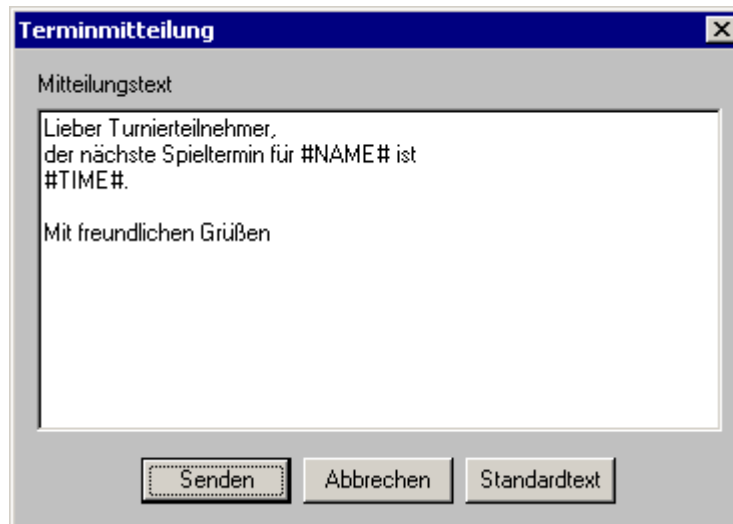 Terminmitteilung
Mitteilungstext
Lieber Turnierteilnehmer,
der nächste Spieltermin für #NAME# ist
#TIME#.
Mit freundlichen Grüßen
Senden Abbrechen Standardtext